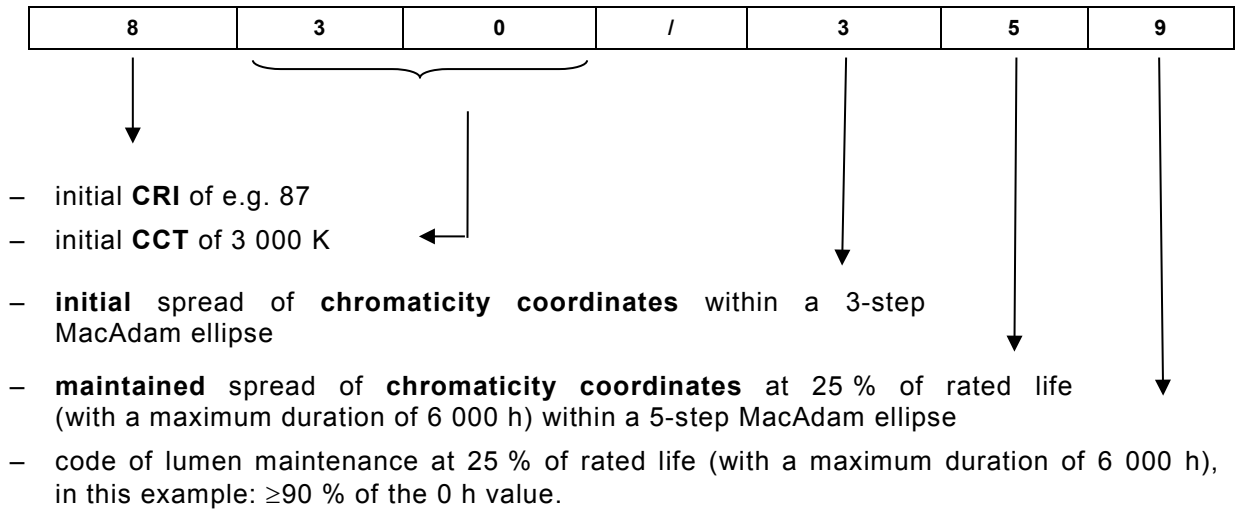 8 3 0 / 3 5 9
– initial CRI of e.g. 87
– initial CCT of 3 000 K
– initial spread of chromaticity coordinates within a 3-step
MacAdam ellipse
– maintained spread of chromaticity coordinates at 25 % of rated life
(with a maximum duration of 6 000 h) within a 5-step MacAdam ellipse
– code of lumen maintenance at 25 % of rated life (with a maximum duration of 6 000 h),
in this example: ≥90 % of the 0 h value.